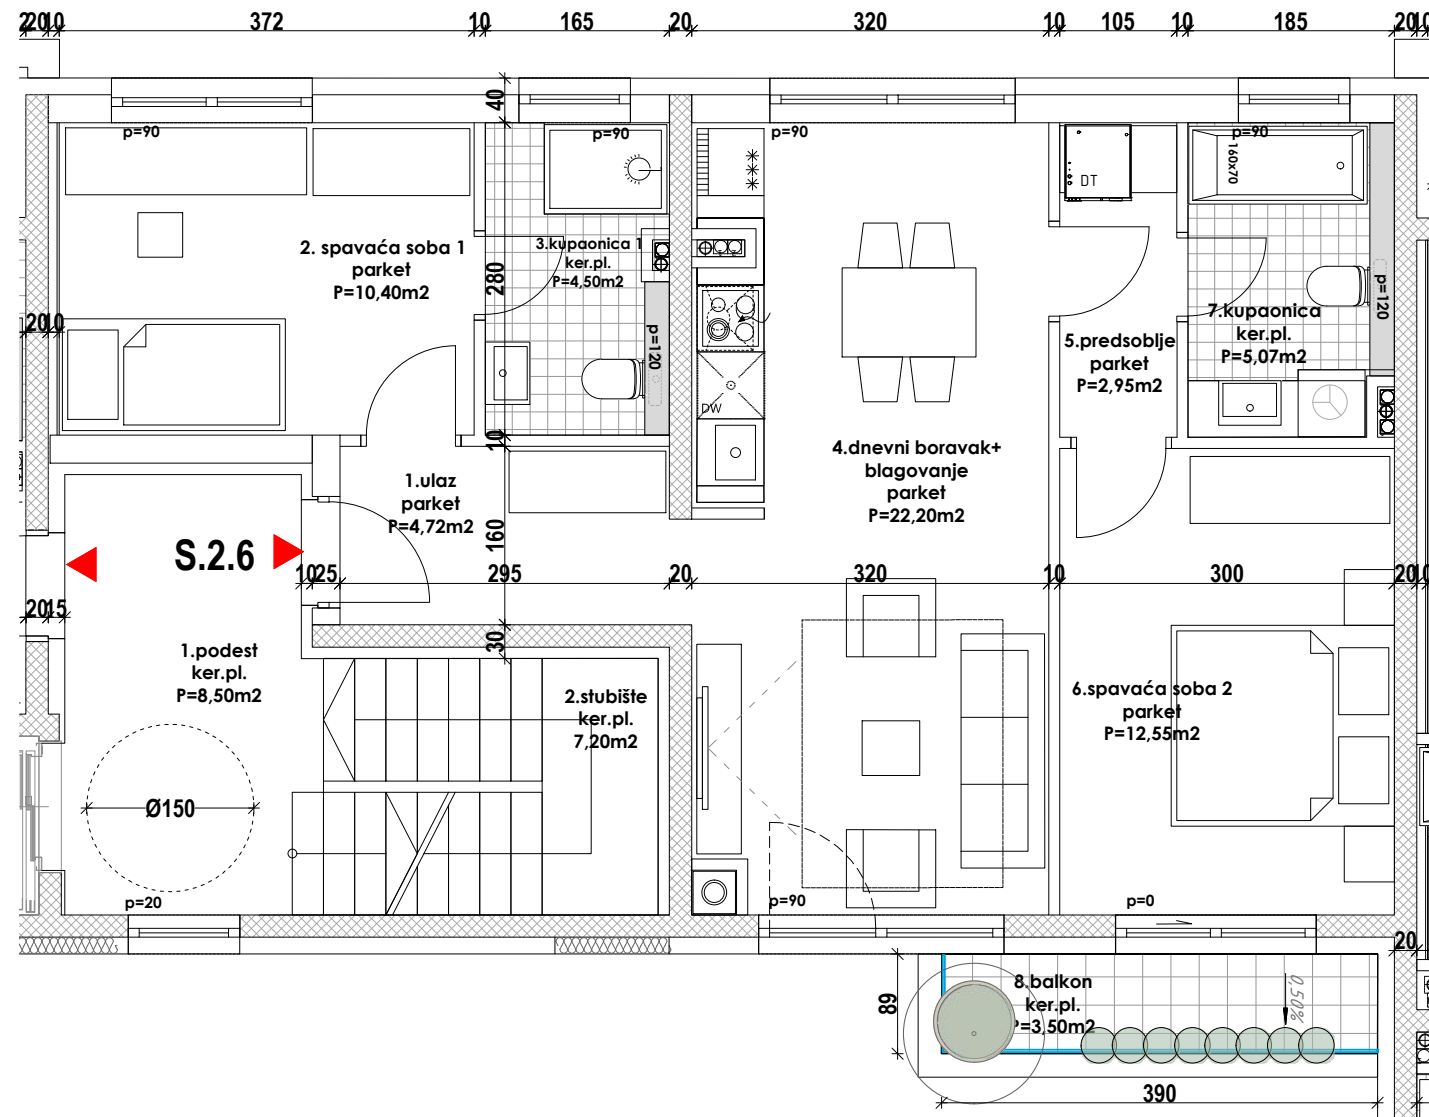 20 10 372 10 165 20 320 10 105 10 185 20 10
40
p=90 p=90 p=90 p=90
160x70
DT
2. spavaća soba 1
parket
P=10,40m2
280
3.kupaonica 1
ker.pl.
P=4,50m2
p=120
p=120
20 10
7.kupaonica
ker.pl.
P=5,07m2
5.predsoblje
parket
P=2,95m2
DW
10
4.dnevni boravak+
blagovanje
parket
P=22,20m2
1.ulaz
parket
P=4,72m2
160
S.2.6
10 25 295 20 320 10 300 20 10
20 15
30
1.podest
ker.pl.
P=8,50m2
2.stubište
ker.pl.
7,20m2
6.spavaća soba 2
parket
P=12,55m2
Ø150
p=20 p=90 p=0
20
89
8.balkon
ker.pl.
P=3,50m2
0,50%
390